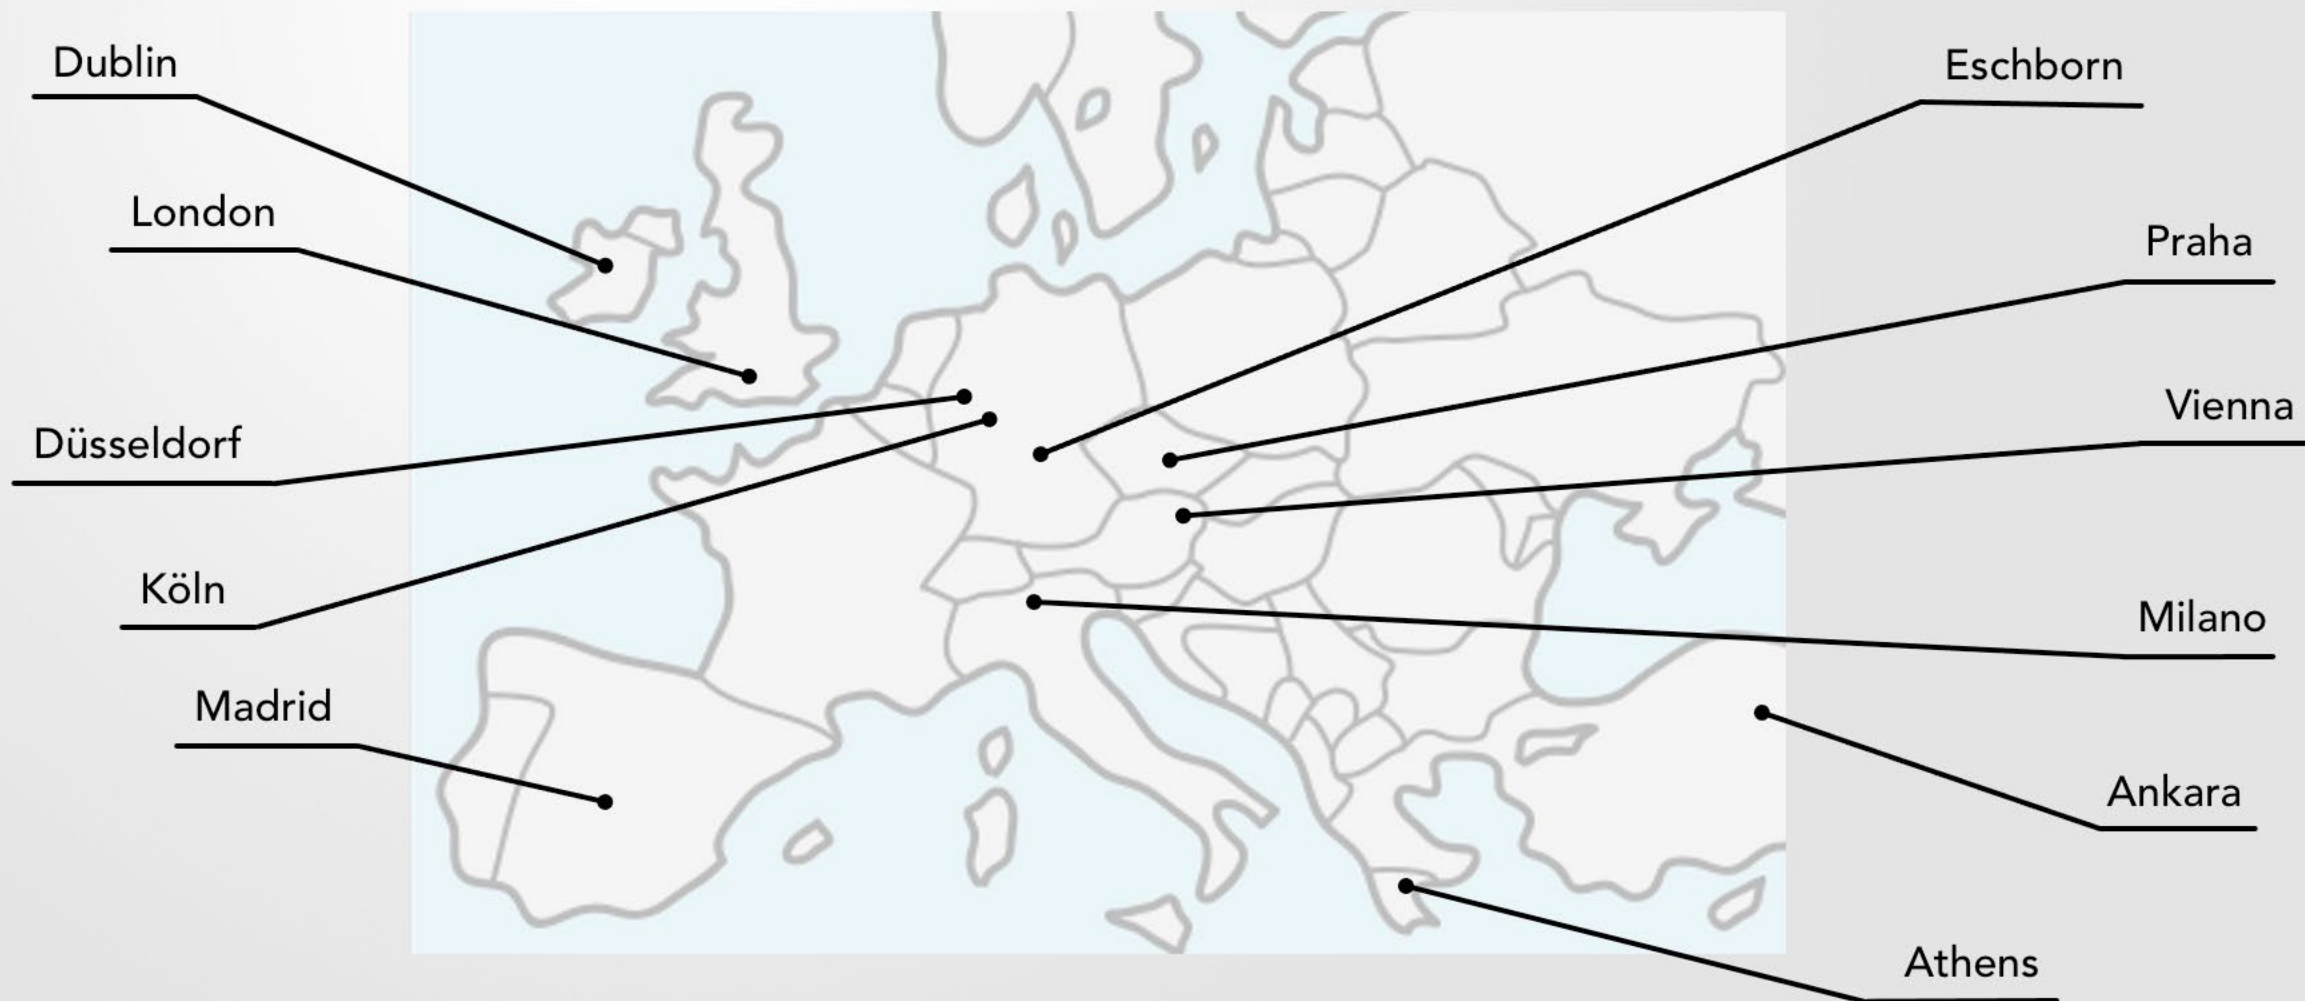 Dublin
London
Düsseldorf
Köln
Madrid
Eschborn
Praha
Vienna
Milano
Ankara
Athens